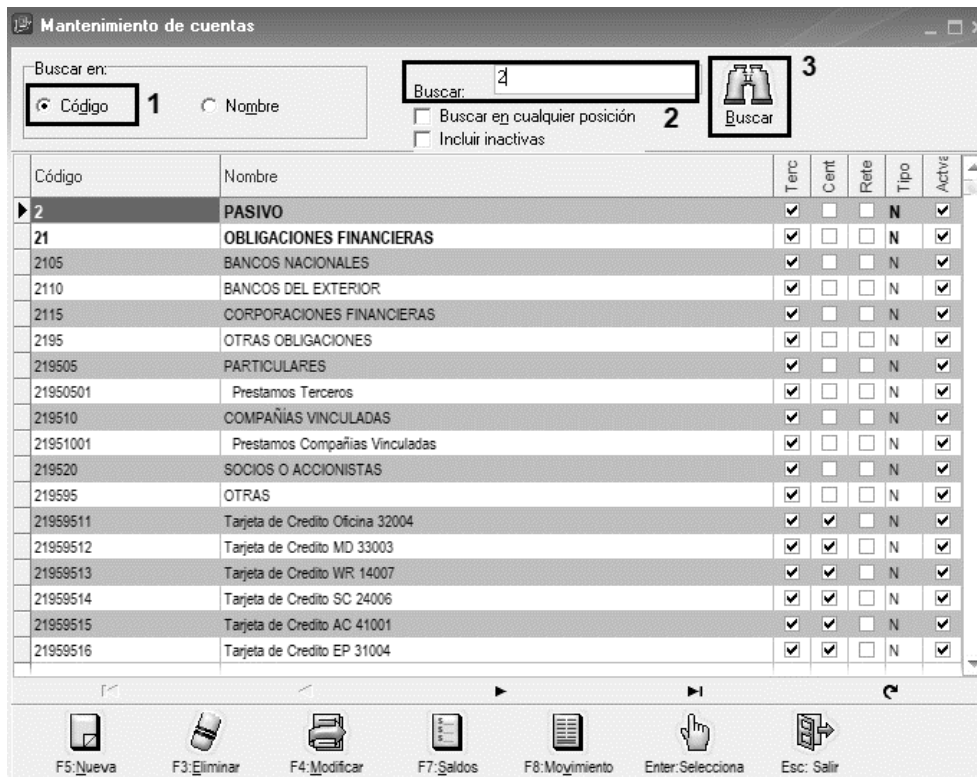 Mantenimiento de cuentas
Buscar en:
Código 1 Nombre
Buscar: 2
Buscar en cualquier posición 2
Incluir inactivas
Buscar 3
Código Nombre Terc Cent Rete Tipo Actva
2 PASIVO N
21 OBLIGACIONES FINANCIERAS N
2105 BANCOS NACIONALES N
2110 BANCOS DEL EXTERIOR N
2115 CORPORACIONES FINANCIERAS N
2195 OTRAS OBLIGACIONES N
219505 PARTICULARES N
21950501 Prestamos Terceros N
219510 COMPAÑÍAS VINCULADAS N
21951001 Prestamos Compañias Vinculadas N
219520 SOCIOS O ACCIONISTAS N
219595 OTRAS N
21959511 Tarjeta de Credito Oficina 32004 N
21959512 Tarjeta de Credito MD 33003 N
21959513 Tarjeta de Credito WR 14007 N
21959514 Tarjeta de Credito SC 24006 N
21959515 Tarjeta de Credito AC 41001 N
21959516 Tarjeta de Credito EP 31004 N
F5:Nueva F3:Eliminar F4:Modificar F7:Saldos F8:Movimiento Enter:Selecciona Esc: Salir